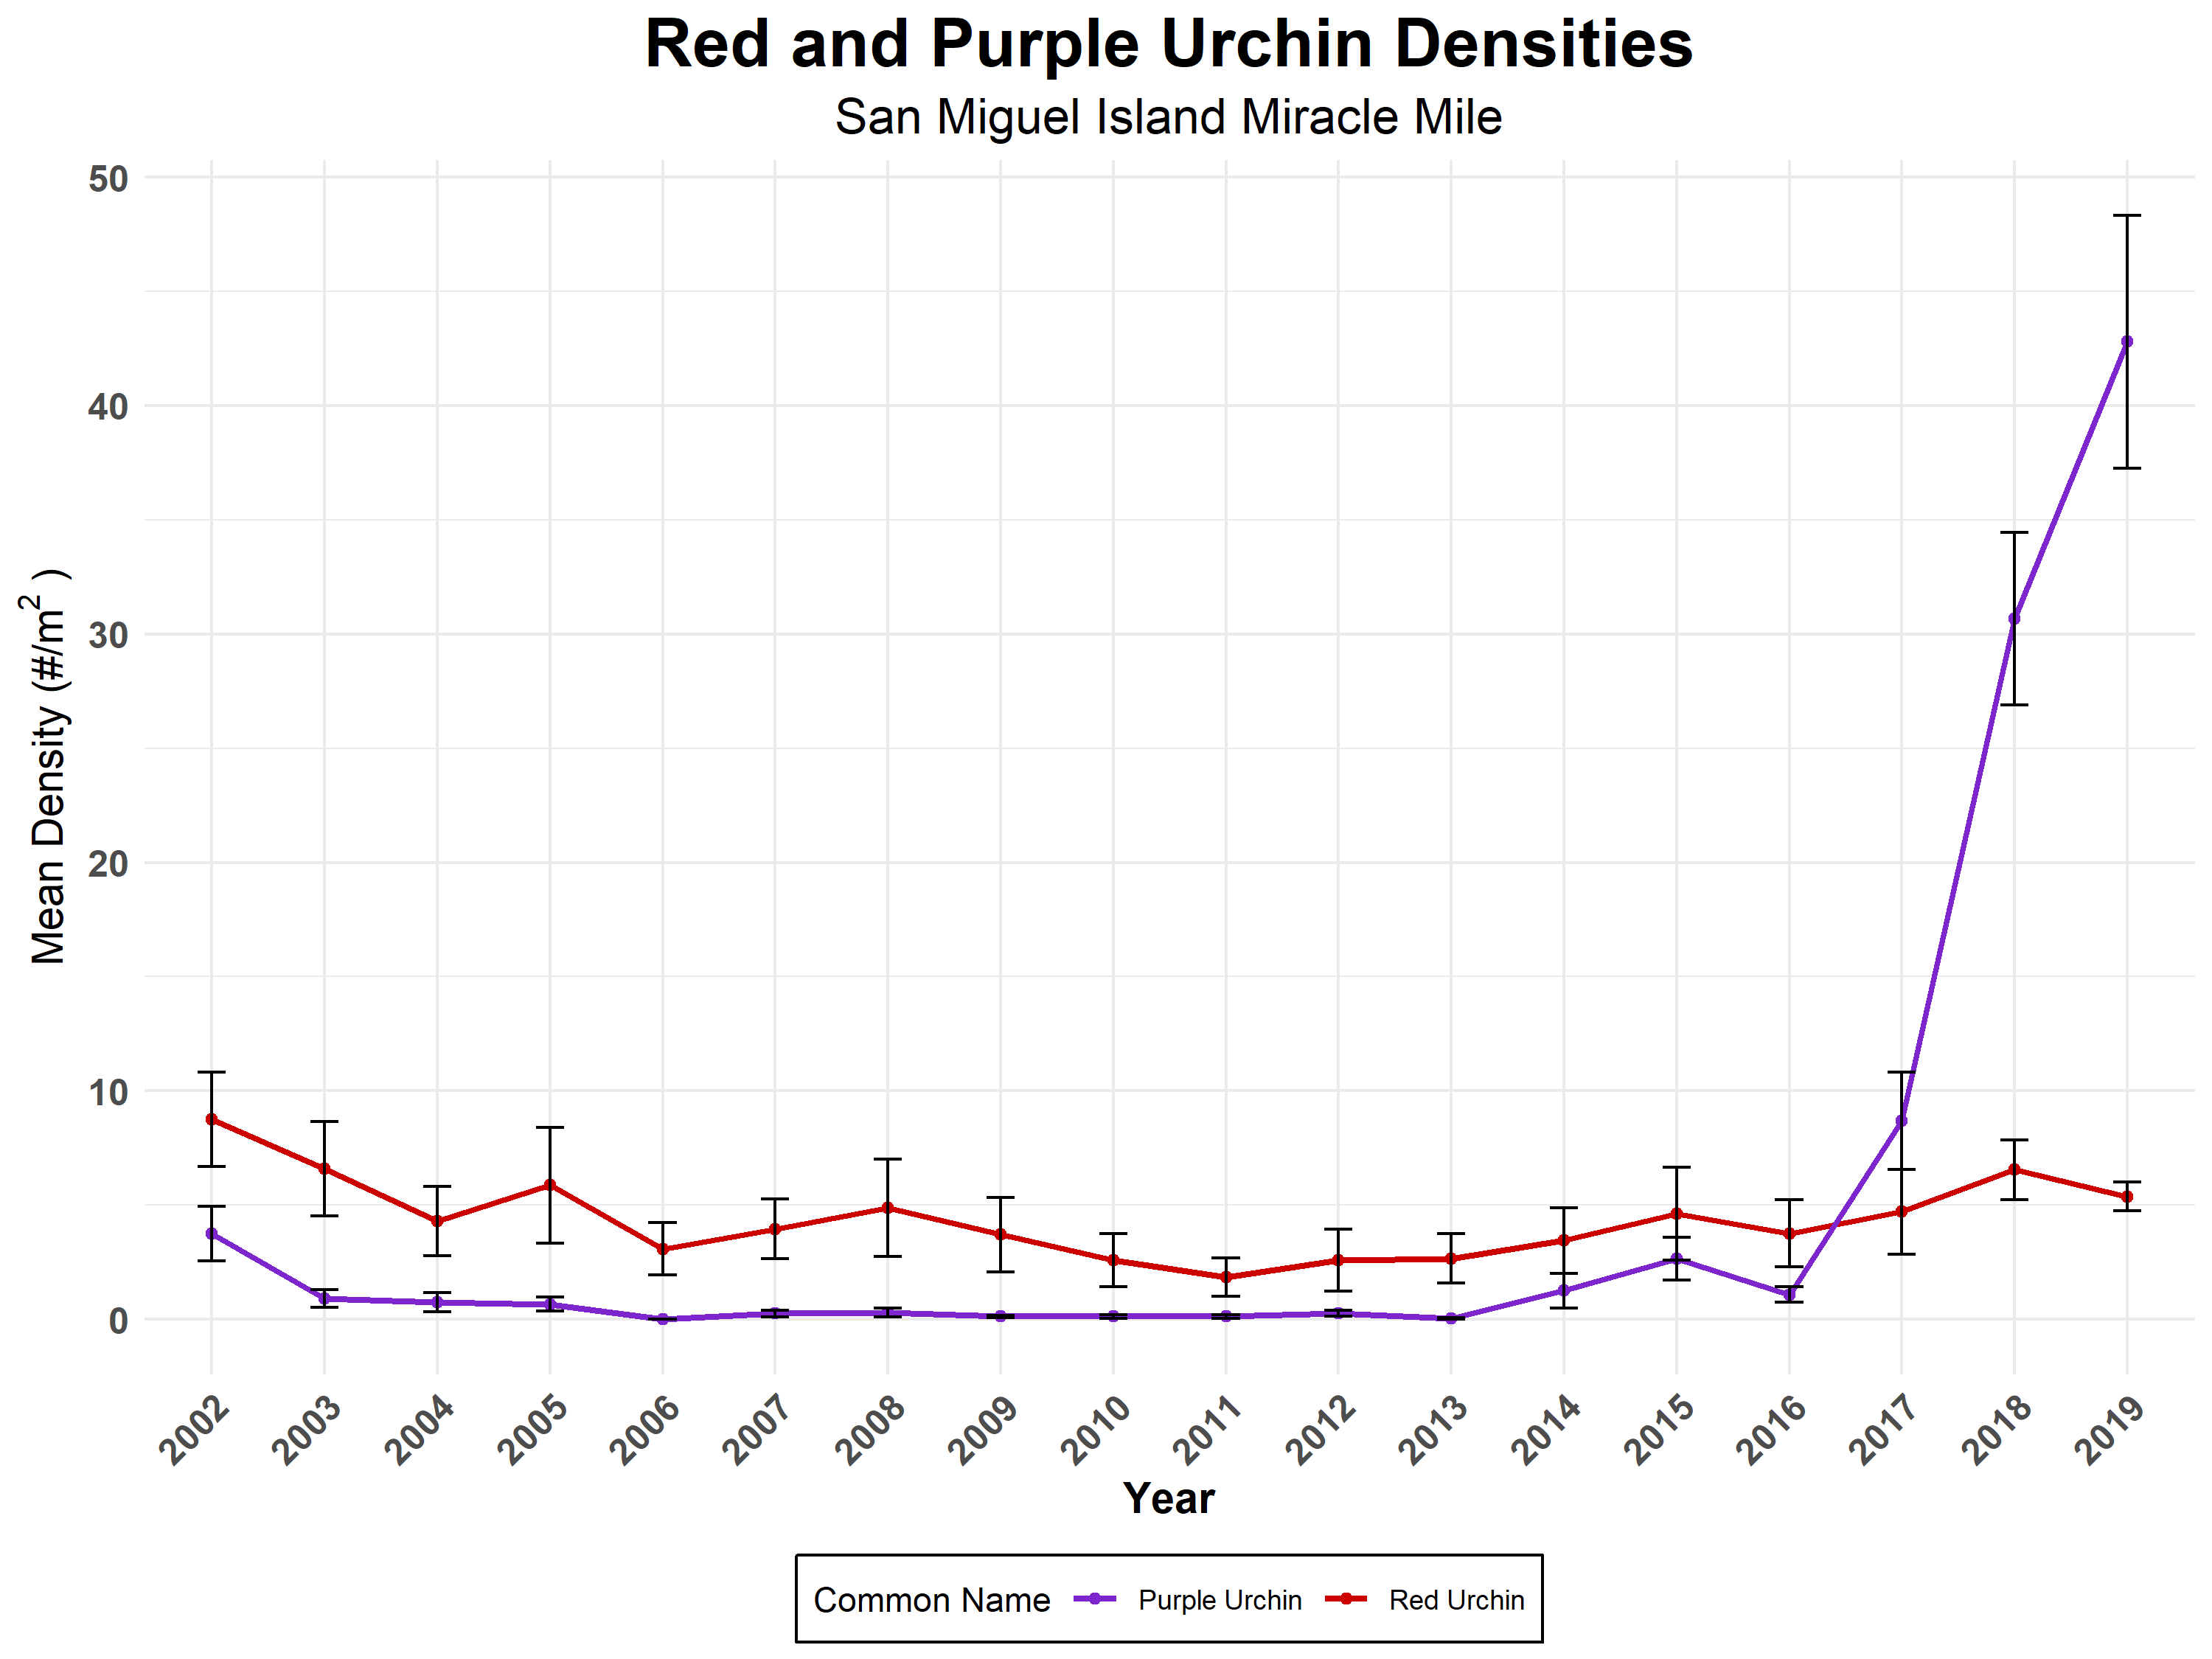 Red and Purple Urchin Densities
San Miguel Island Miracle Mile
Mean Density (#/m²)
50
40
30
20
10
0
2002 2003 2004 2005 2006 2007 2008 2009 2010 2011 2012 2013 2014 2015 2016 2017 2018 2019
Year
Common Name Purple Urchin Red Urchin